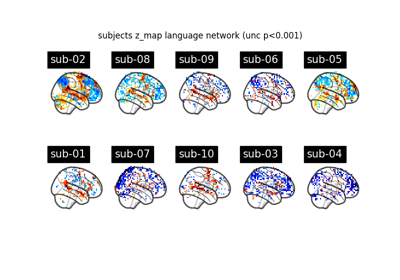 subjects z_map language network (unc p<0.001)
sub-02 sub-08 sub-09 sub-06 sub-05
sub-01 sub-07 sub-10 sub-03 sub-04